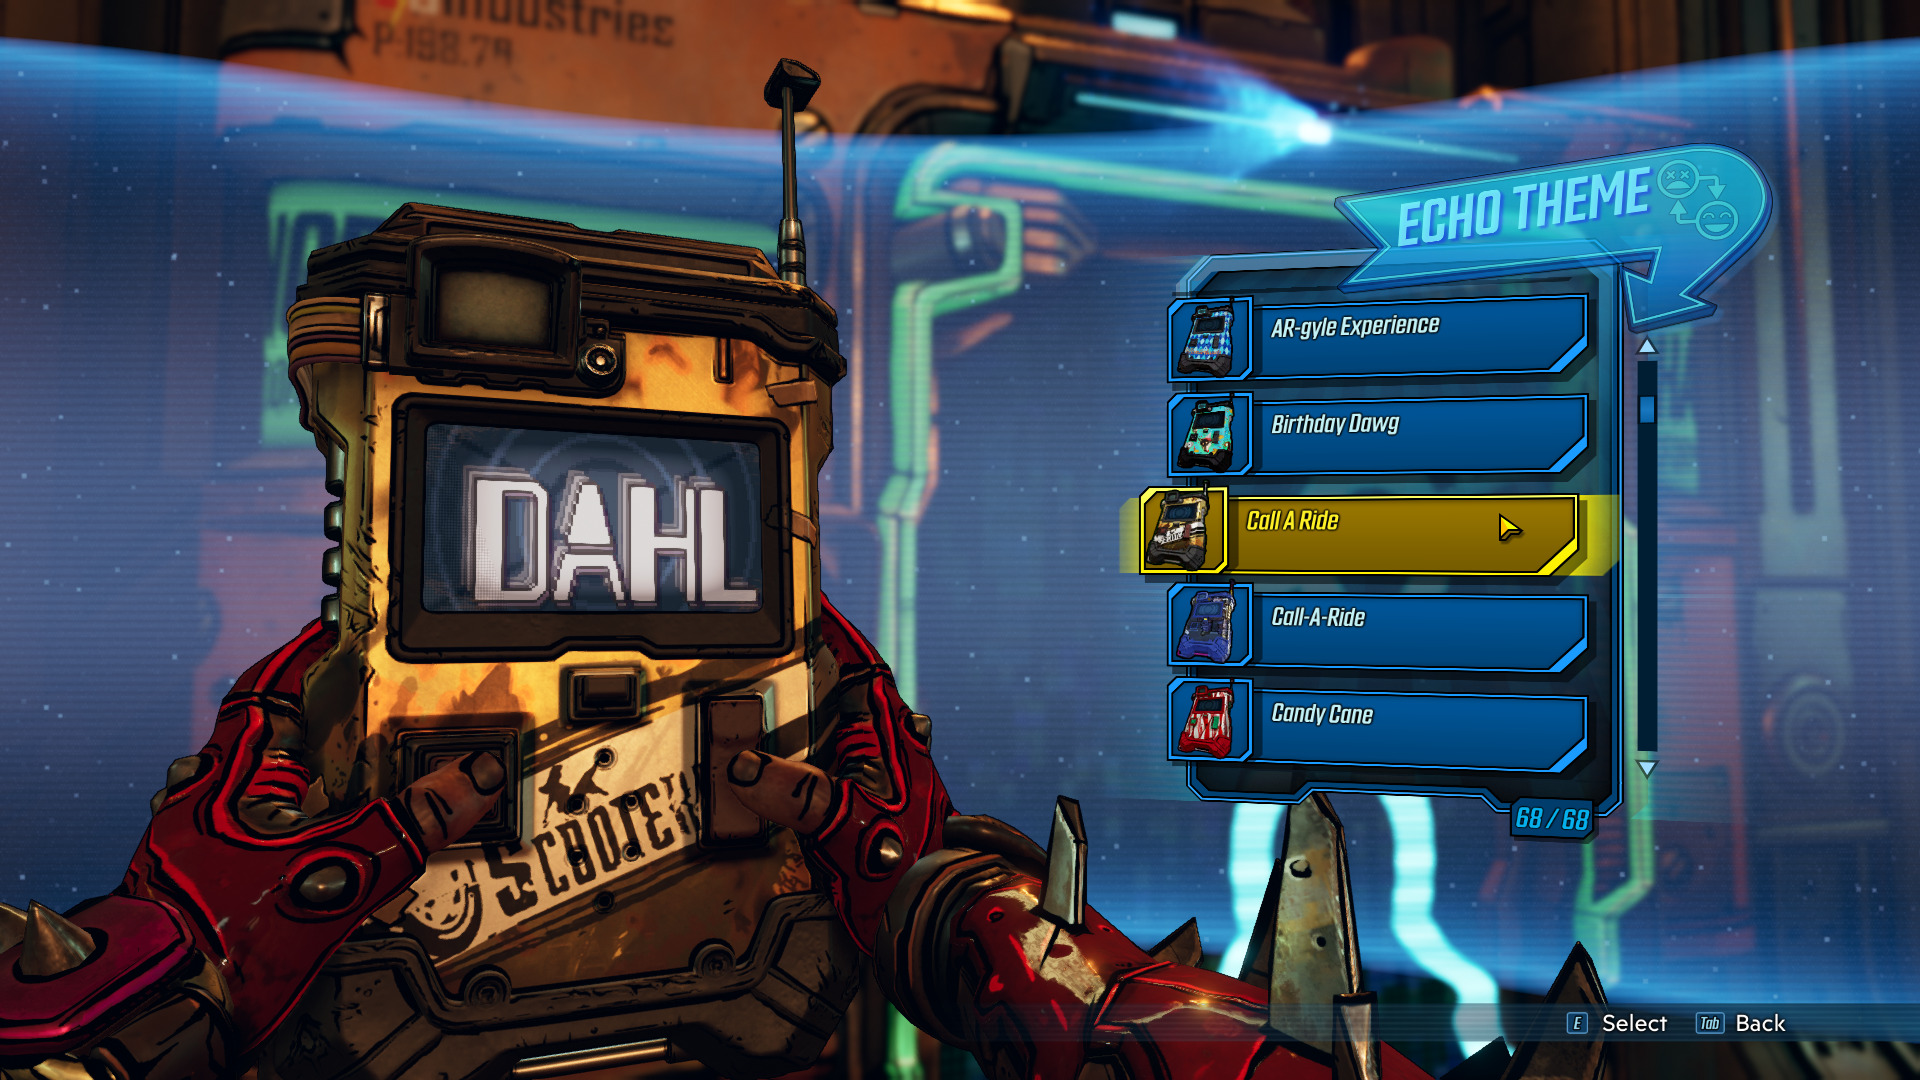 Industries
P-198.79
ECHO THEME
AR-gyle Experience
Birthday Dawg
Call A Ride
Call-A-Ride
Candy Cane
68 / 68
DAHL
SCOOTER
E Select
Tab Back